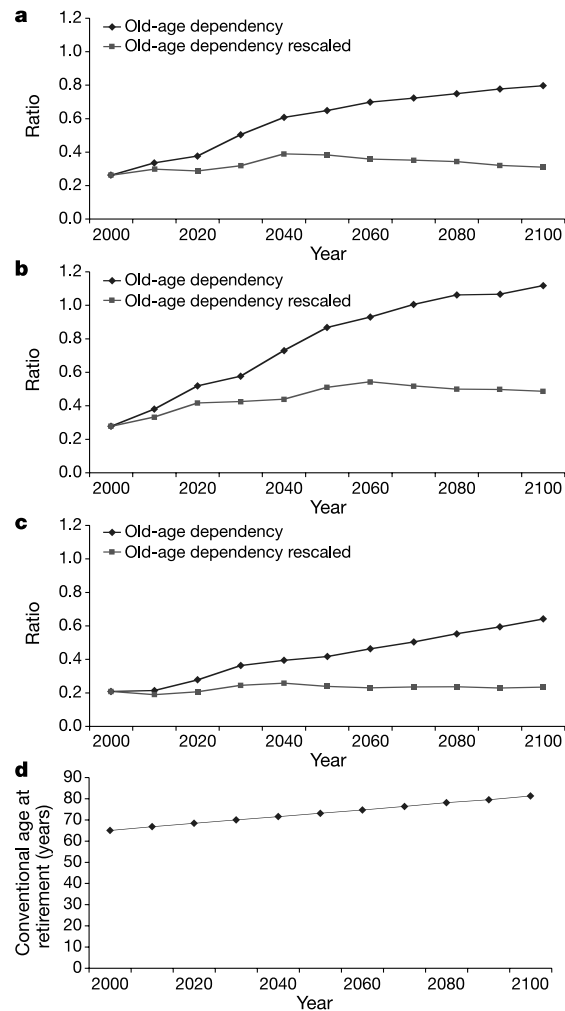 a
Old-age dependency
Old-age dependency rescaled
1.2
1.0
0.8
0.6
0.4
0.2
0.0
Ratio
2000 2020 2040 2060 2080 2100
Year
b
Old-age dependency
Old-age dependency rescaled
1.2
1.0
0.8
0.6
0.4
0.2
0.0
Ratio
2000 2020 2040 2060 2080 2100
Year
c
Old-age dependency
Old-age dependency rescaled
1.2
1.0
0.8
0.6
0.4
0.2
0.0
Ratio
2000 2020 2040 2060 2080 2100
Year
d
90
80
70
60
50
40
30
20
10
0
Conventional age at
retirement (years)
2000 2020 2040 2060 2080 2100
Year